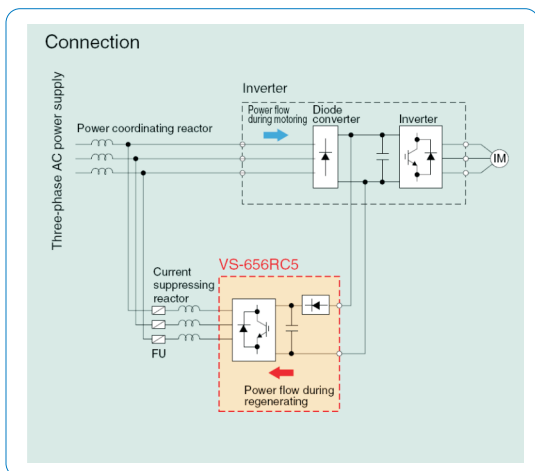 Connection
Three-phase AC power supply
Inverter
Power flow
during motoring
Diode
converter
Inverter
Power coordinating reactor
IM
VS-656RC5
Current
suppressing
reactor
FU
Power flow during
regenerating